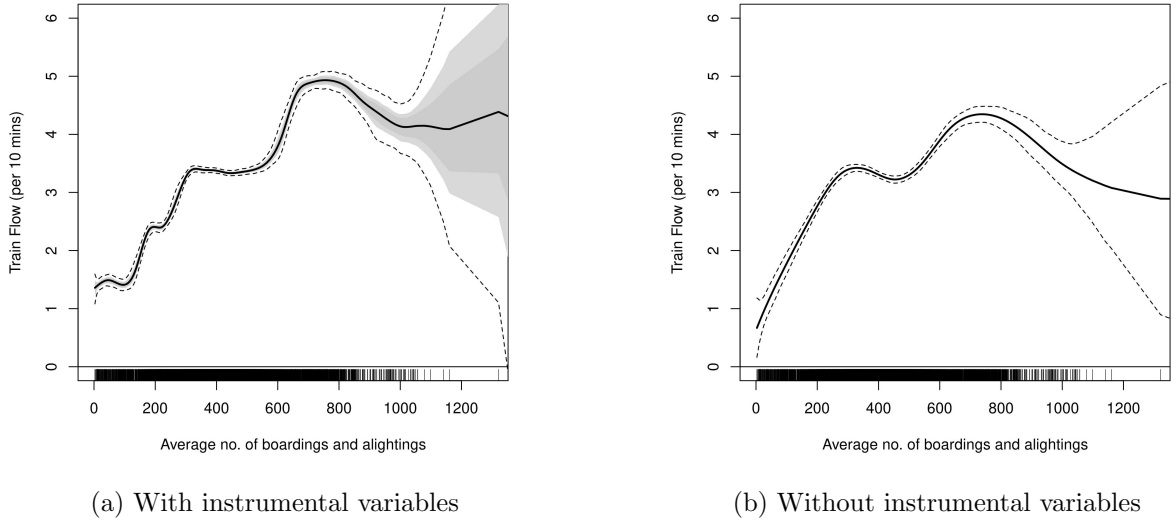 6
5
4
3
2
1
0
Train Flow (per 10 mins)
0 200 400 600 800 1000 1200
Average no. of boardings and alightings
(a) With instrumental variables
6
5
4
3
2
1
0
Train Flow (per 10 mins)
0 200 400 600 800 1000 1200
Average no. of boardings and alightings
(b) Without instrumental variables